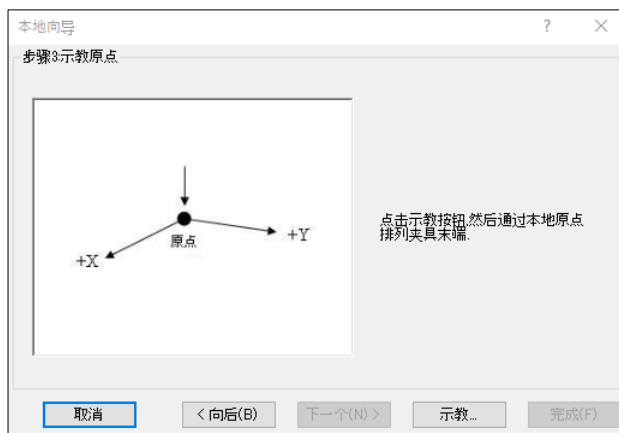 本地向导
?
步骤3:示教原点
原点
+X
+Y
点击示教按钮,然后通过本地原点
排列夹具末端.
取消
< 向后(B)
下一个(N) >
示教...
完成(F)